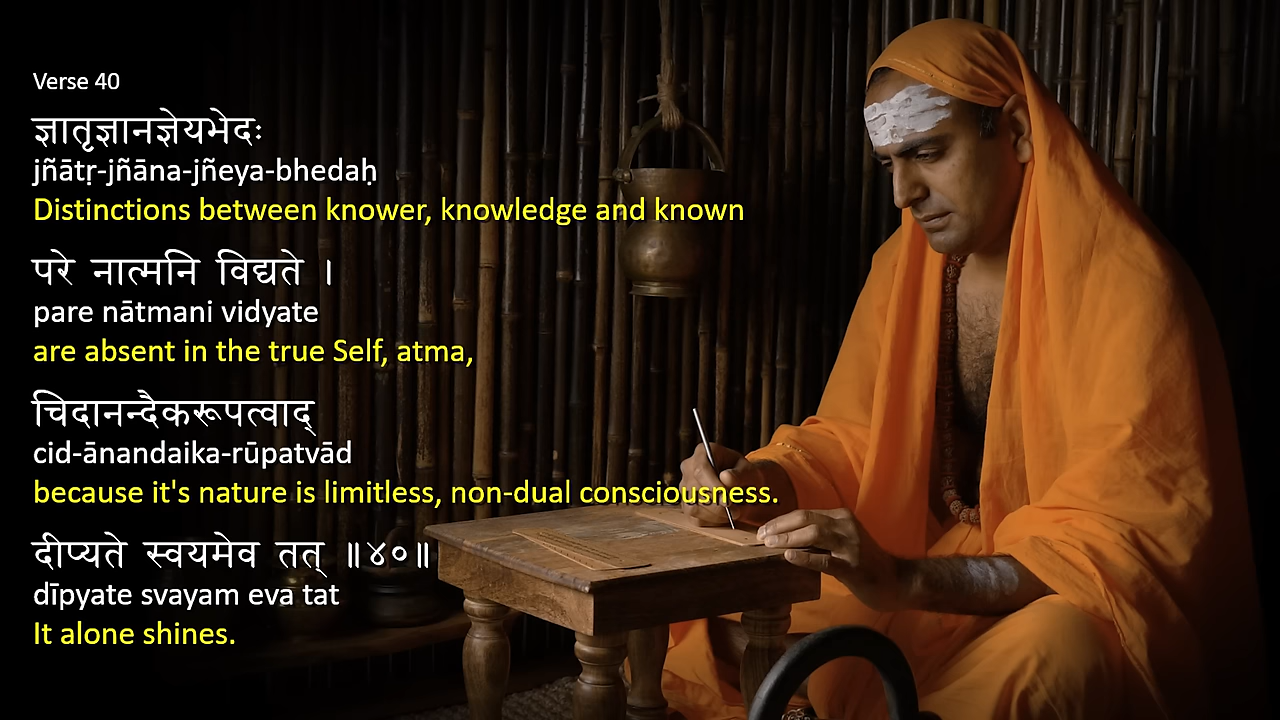 Verse 40
ज्ञातृज्ञानज्ञेयभेदः
jñātṛ-jñāna-jñeya-bhedaḥ
Distinctions between knower, knowledge and known
परे नात्मनि विद्यते ।
pare nātmani vidyate
are absent in the true Self, atma,
चिदानन्दैकरूपत्वाद्
cid-ānandaika-rūpatvād
because it's nature is limitless, non-dual consciousness.
दीप्यते स्वयमेव तत् ॥४०॥
dīpyate svayam eva tat
It alone shines.